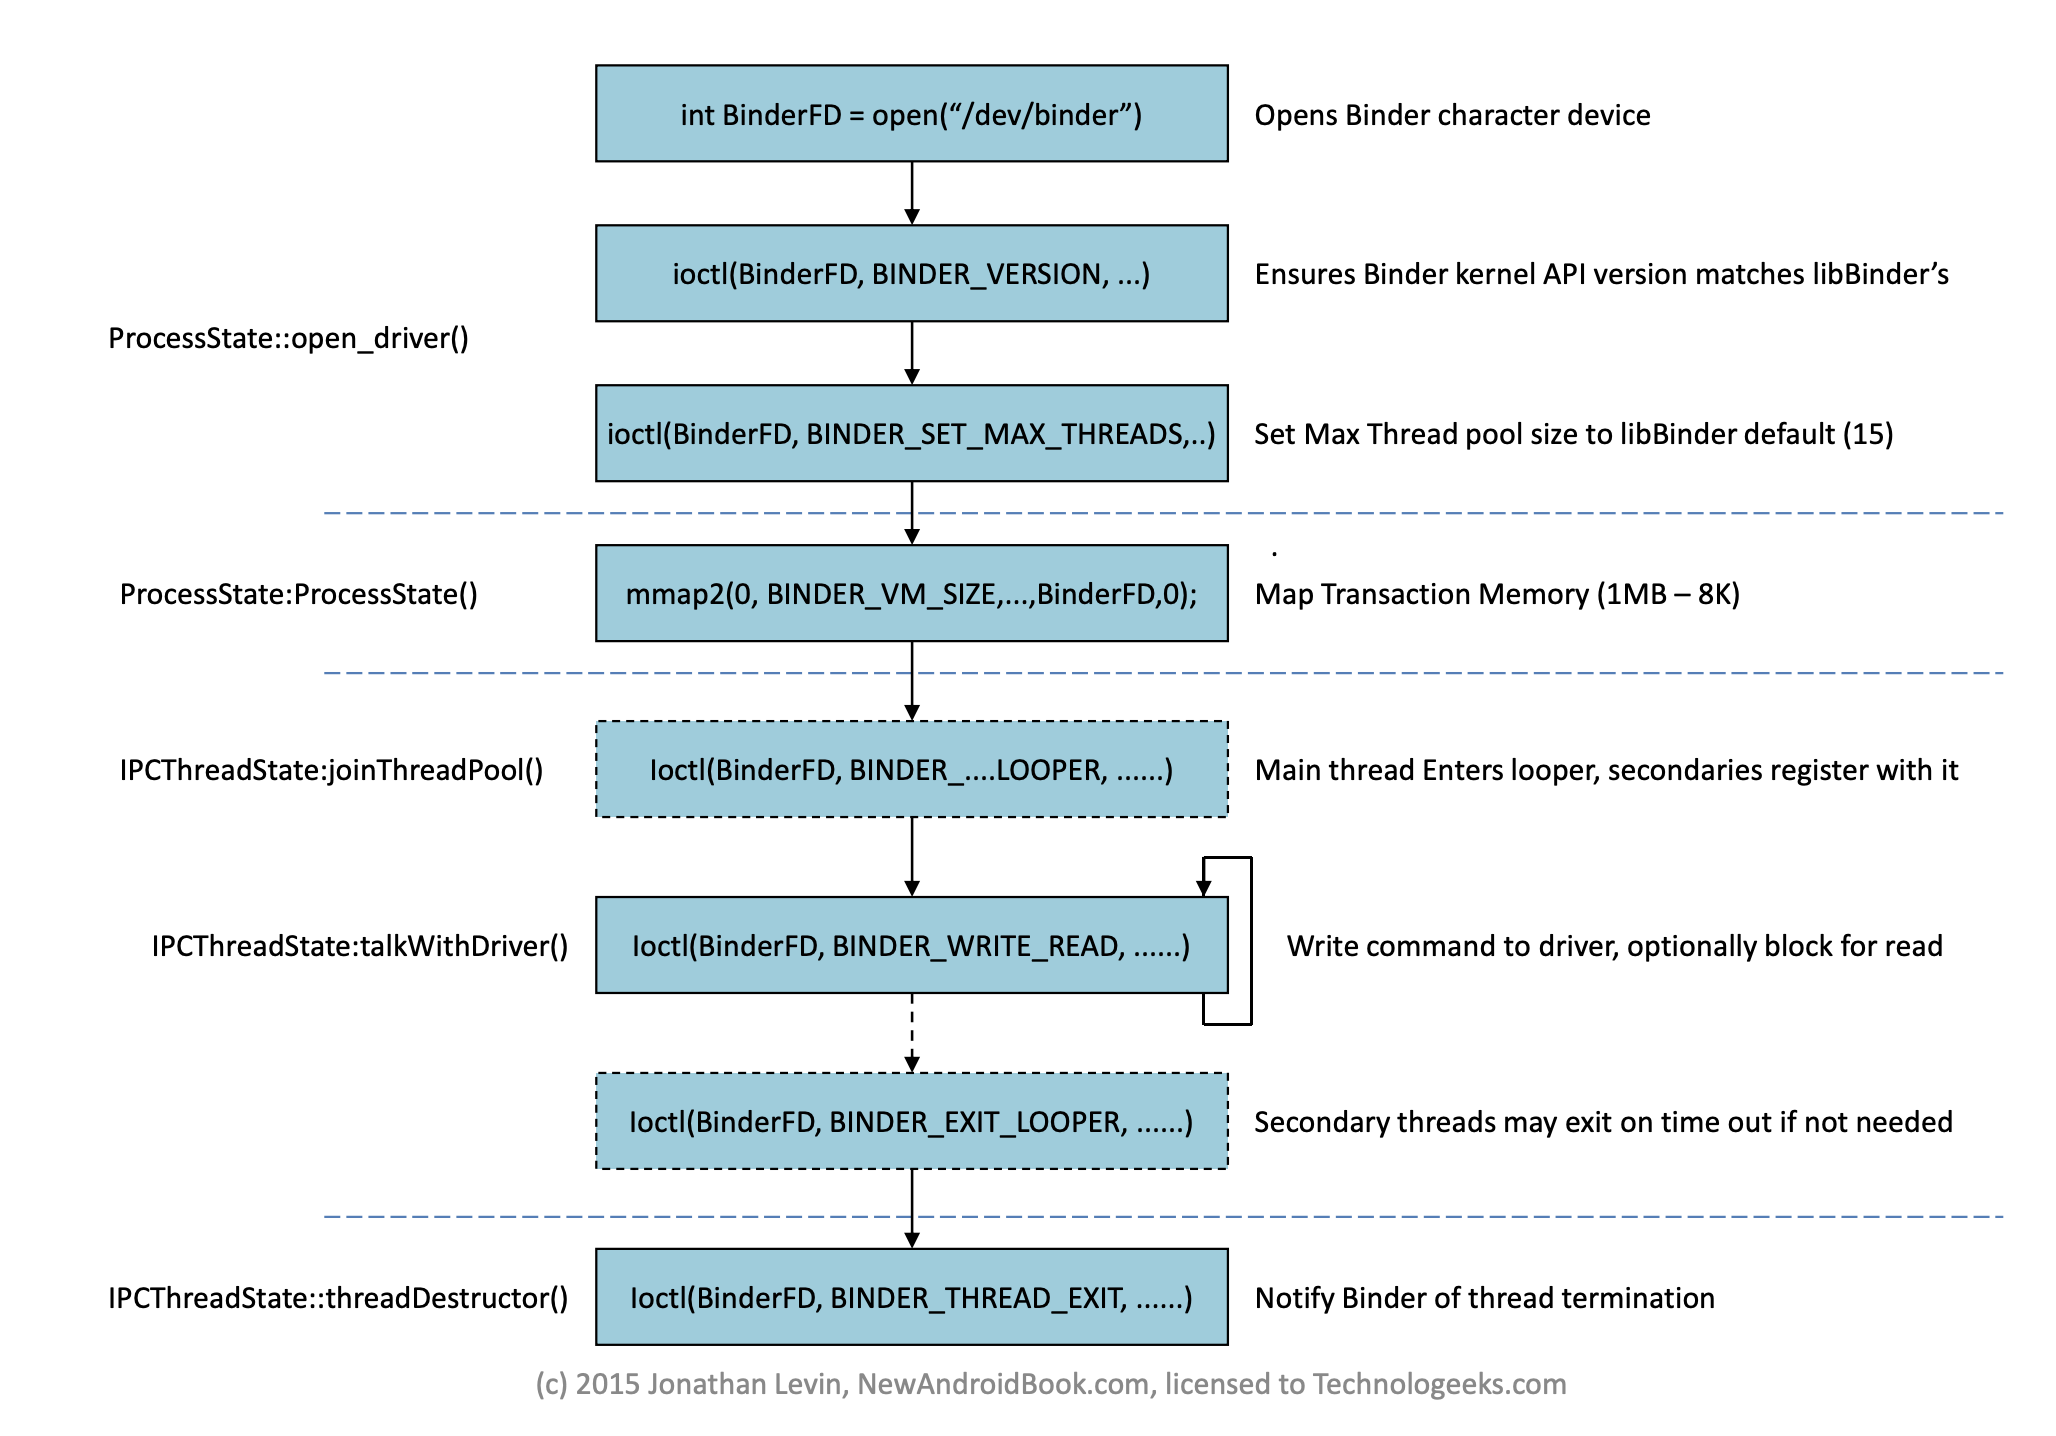 int BinderFD = open(“/dev/binder”)
Opens Binder character device
ioctl(BinderFD, BINDER_VERSION, ...)
Ensures Binder kernel API version matches libBinder’s
ProcessState::open_driver()
ioctl(BinderFD, BINDER_SET_MAX_THREADS,..)
Set Max Thread pool size to libBinder default (15)
.
ProcessState:ProcessState()
mmap2(0, BINDER_VM_SIZE,...,BinderFD,0);
Map Transaction Memory (1MB – 8K)
IPCThreadState:joinThreadPool()
Ioctl(BinderFD, BINDER_....LOOPER, ......)
Main thread Enters looper, secondaries register with it
IPCThreadState:talkWithDriver()
Ioctl(BinderFD, BINDER_WRITE_READ, ......)
Write command to driver, optionally block for read
Ioctl(BinderFD, BINDER_EXIT_LOOPER, ......)
Secondary threads may exit on time out if not needed
IPCThreadState::threadDestructor()
Ioctl(BinderFD, BINDER_THREAD_EXIT, ......)
Notify Binder of thread termination
(c) 2015 Jonathan Levin, NewAndroidBook.com, licensed to Technologeeks.com